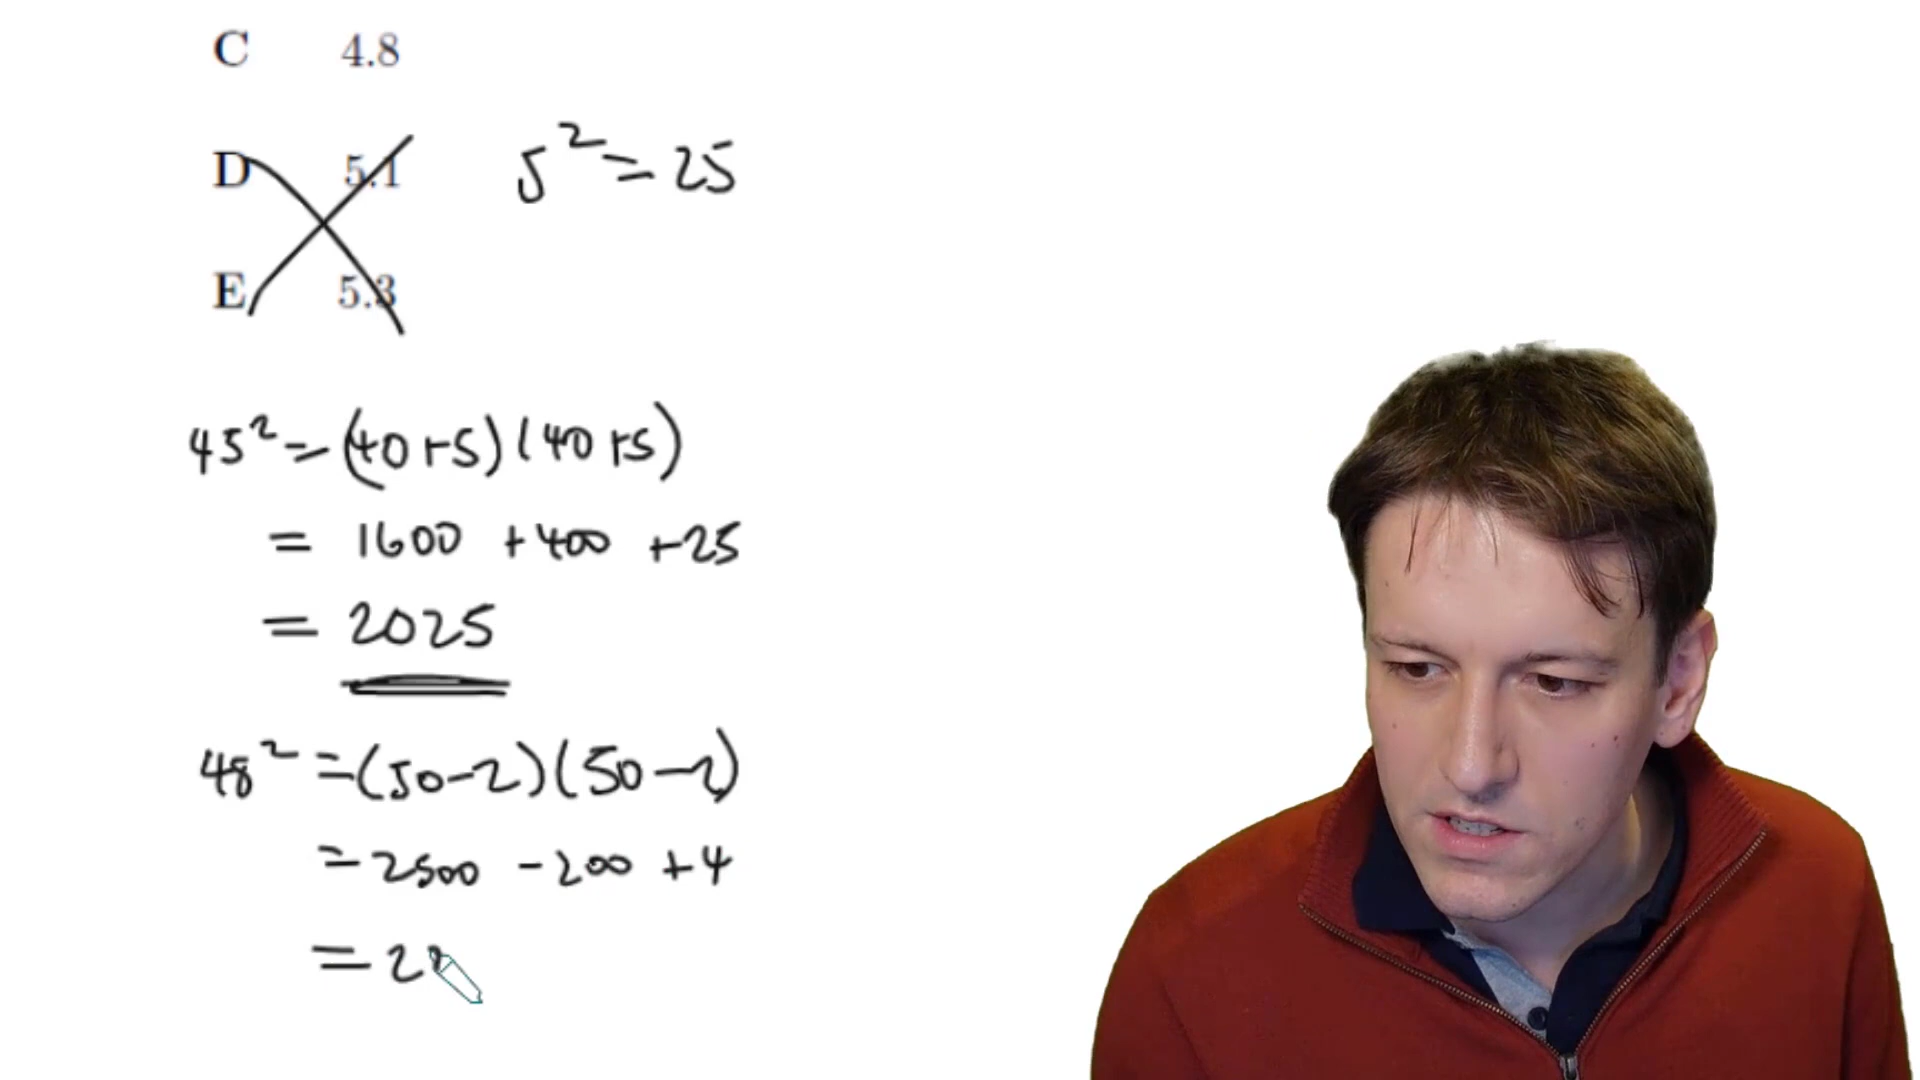 C 4.8
D 5.1
5² = 25
E 5.3
45² = (40+5)(40+5)
= 1600 +400 +25
= 2025
48² = (50-2)(50-2)
= 2500 - 200 + 4
= 2